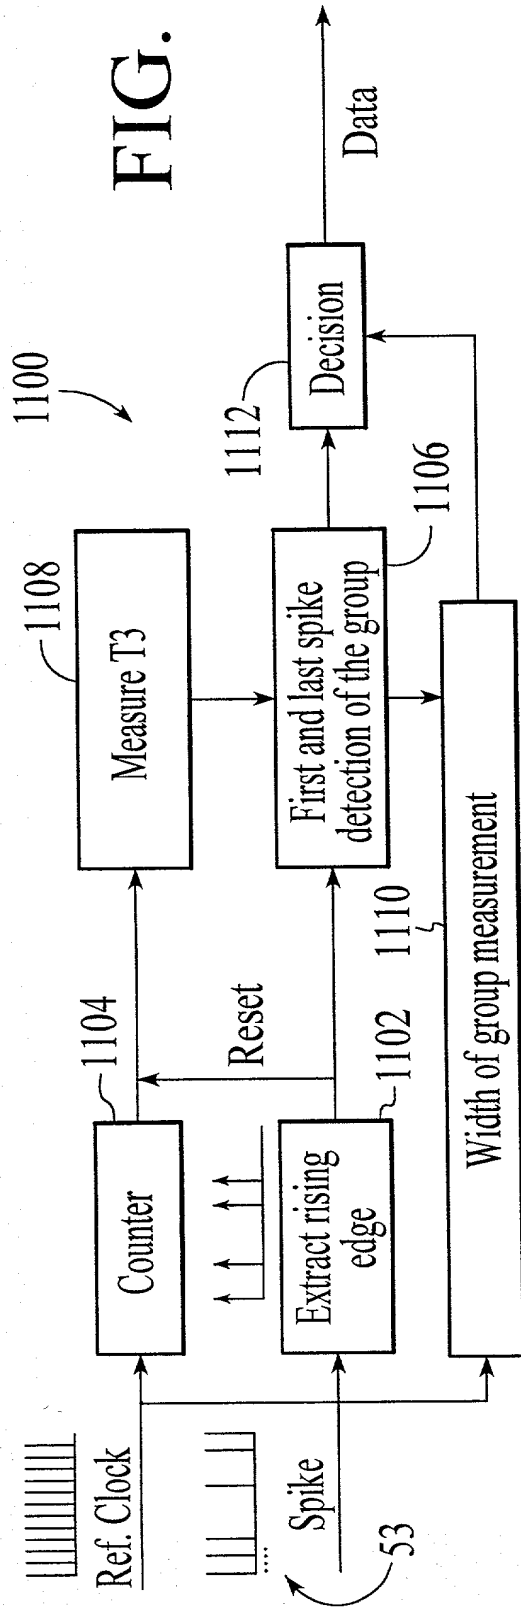 FIG.
1100
1108
Measure T3
1104
Counter
Ref. Clock
Reset
1112
Decision
Data
1106
First and last spike
detection of the group
1102
Extract rising
edge
Spike
53
1110
Width of group measurement